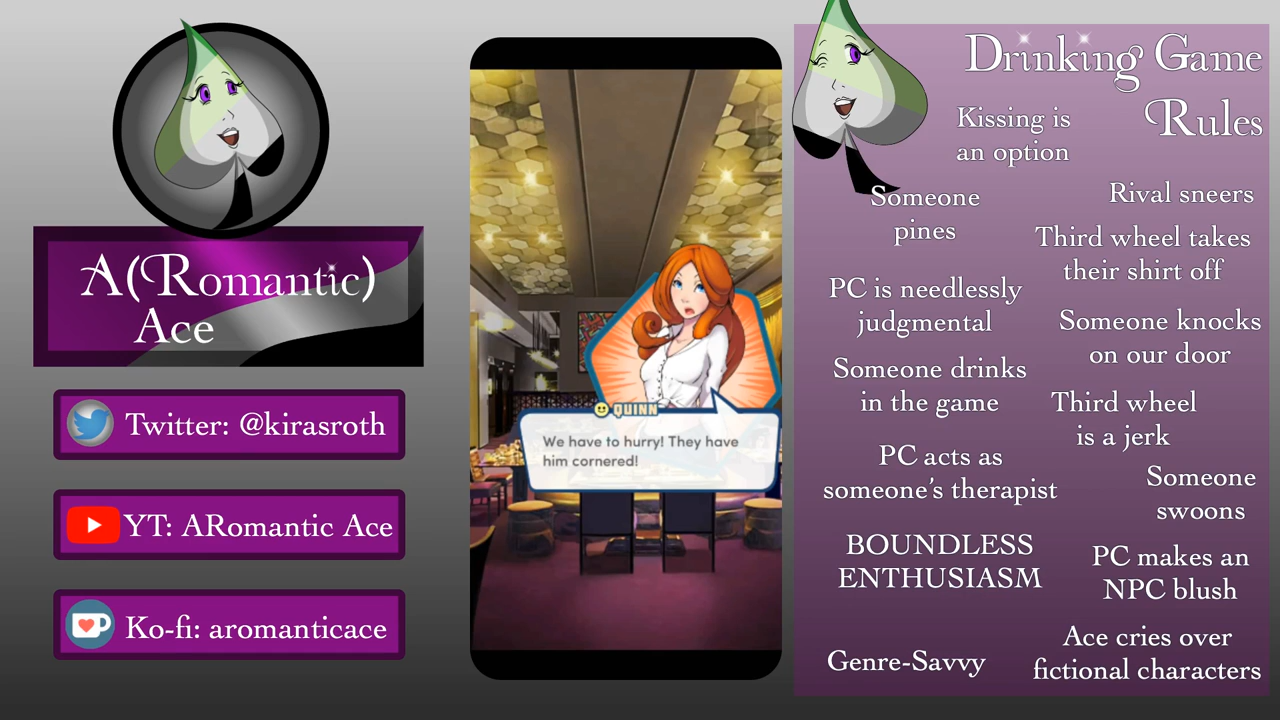 A(Romantic)
Ace
Twitter: @kirasroth
YT: ARomantic Ace
Ko-fi: aromanticace
QUINN
We have to hurry! They have
him cornered!
Drinking Game
Rules
Kissing is
an option
Someone
pines
Rival sneers
Third wheel takes
their shirt off
PC is needlessly
judgmental
Someone knocks
on our door
Someone drinks
in the game
Third wheel
is a jerk
PC acts as
someone's therapist
Someone
swoons
BOUNDLESS
ENTHUSIASM
PC makes an
NPC blush
Genre-Savvy
Ace cries over
fictional characters